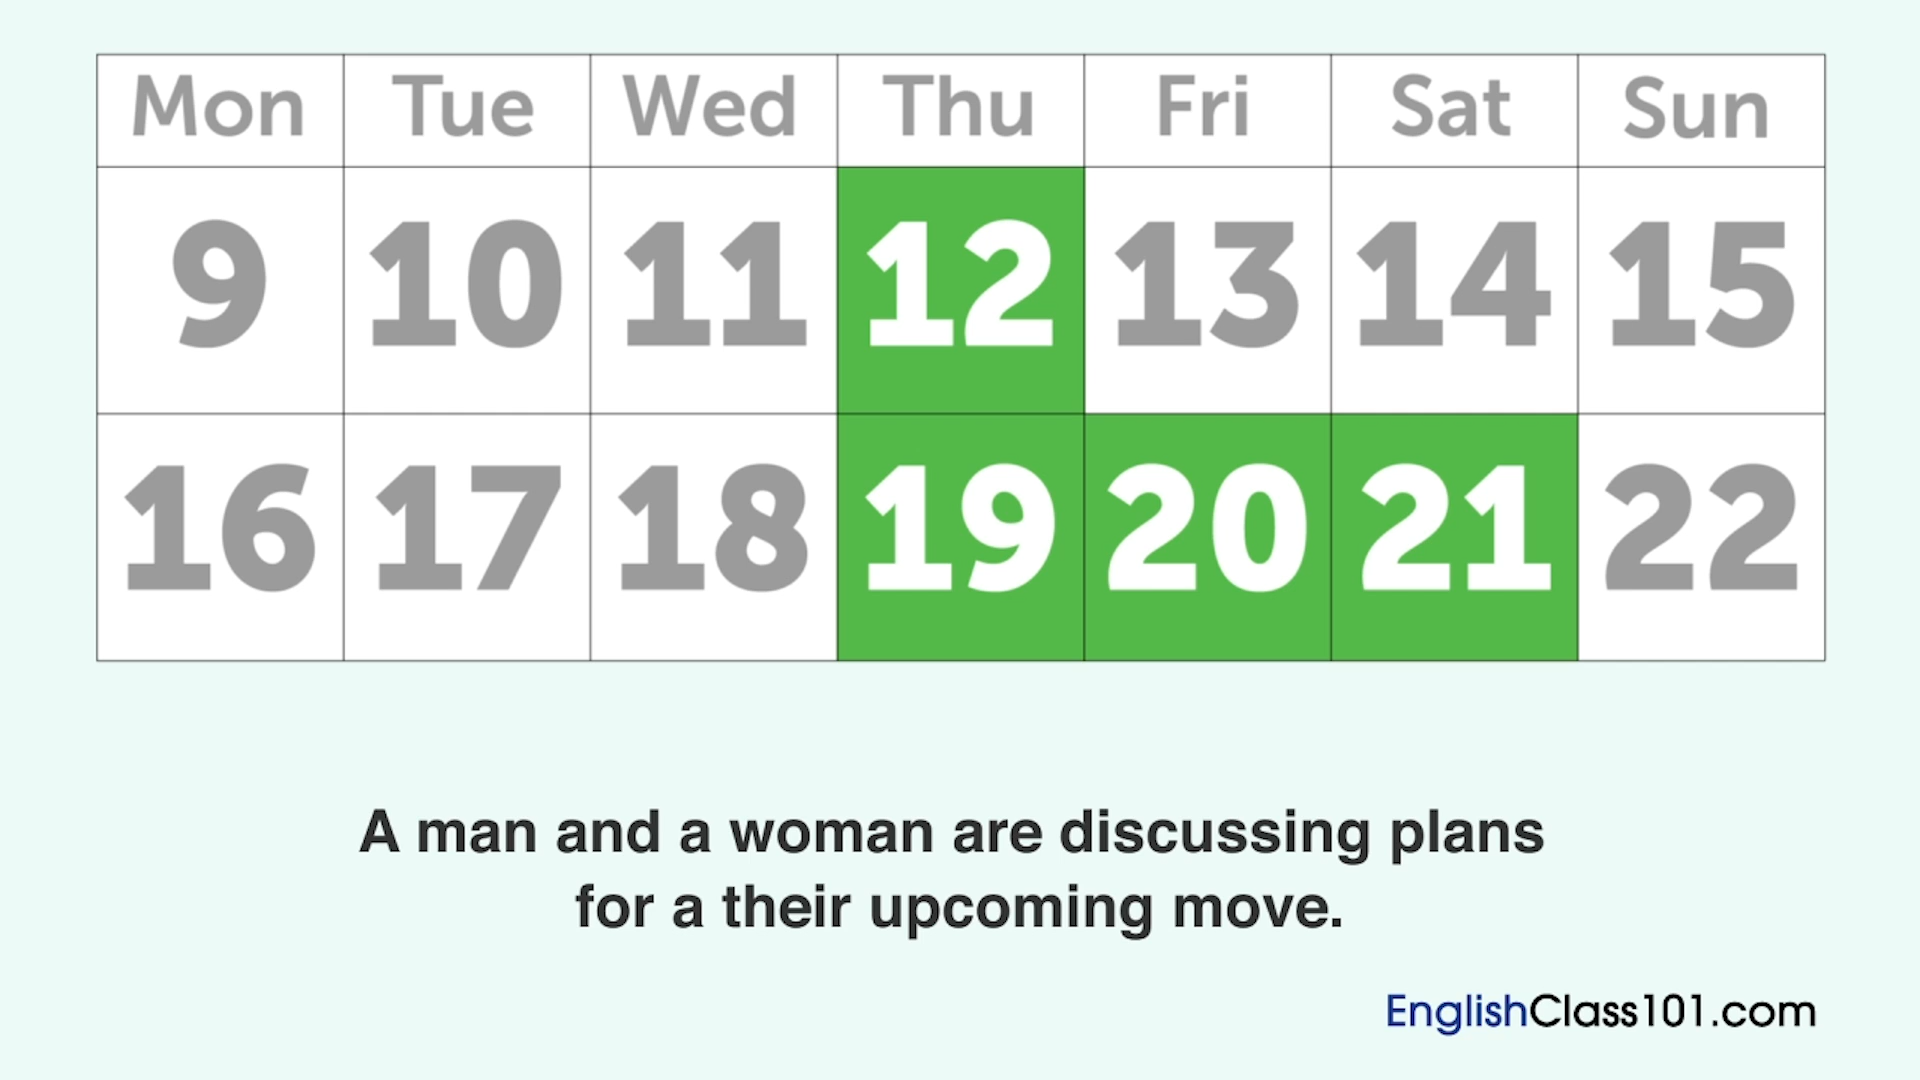 Mon Tue Wed Thu Fri Sat Sun
9 10 11 12 13 14 15
16 17 18 19 20 21 22
A man and a woman are discussing plans
for a their upcoming move.
EnglishClass101.com